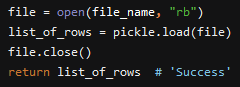 file = open(file_name, "rb")
list_of_rows = pickle.load(file)
file.close()
return list_of_rows  # 'Success'